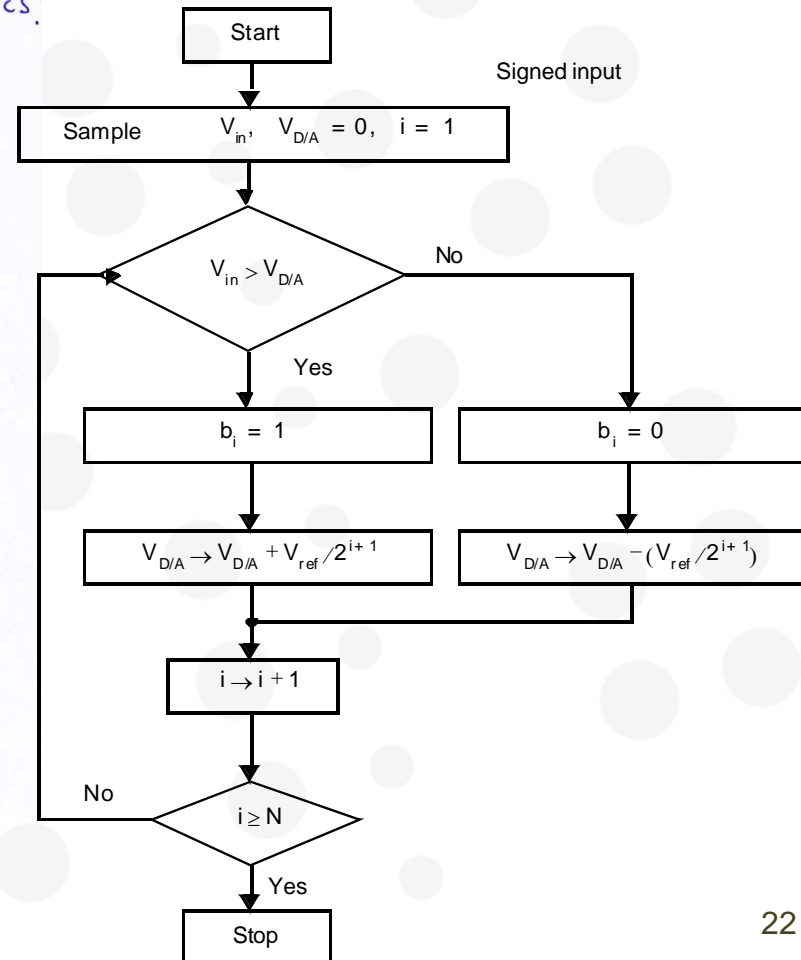 cs.
Start
Signed input
Sample V_in, V_D/A = 0, i = 1
V_in > V_D/A
No
Yes
b_i = 1
b_i = 0
V_D/A → V_D/A + V_ref ∕ 2^{i+1}
V_D/A → V_D/A − (V_ref ∕ 2^{i+1})
i → i + 1
No
i ≥ N
Yes
Stop
22